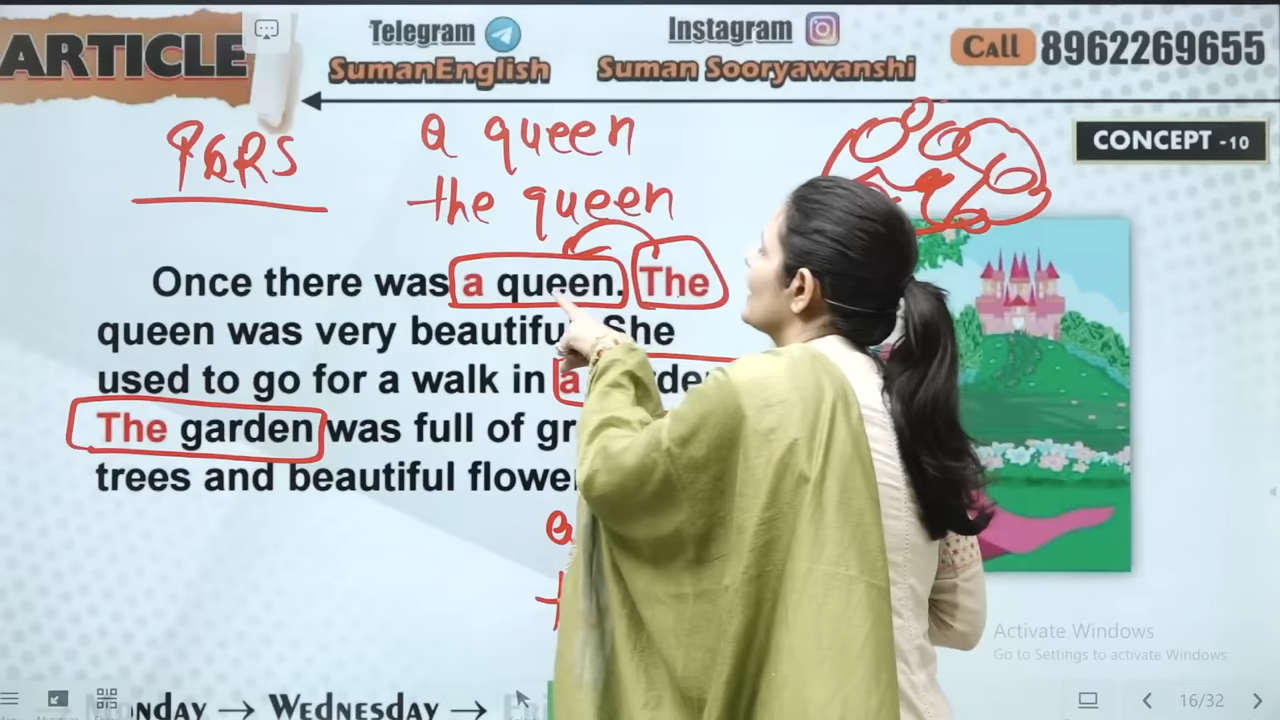 ARTICLE
Telegram
SumanEnglish
Instagram
Suman Sooryawanshi
Call 8962269655
CONCEPT -10
PQRS
a queen
the queen
Once there was a queen. The
queen was very beautiful. She
used to go for a walk in a
The garden was full of
trees and beautiful
Activate Windows
Go to Settings to activate Windows
→ Wednesday →
16/32